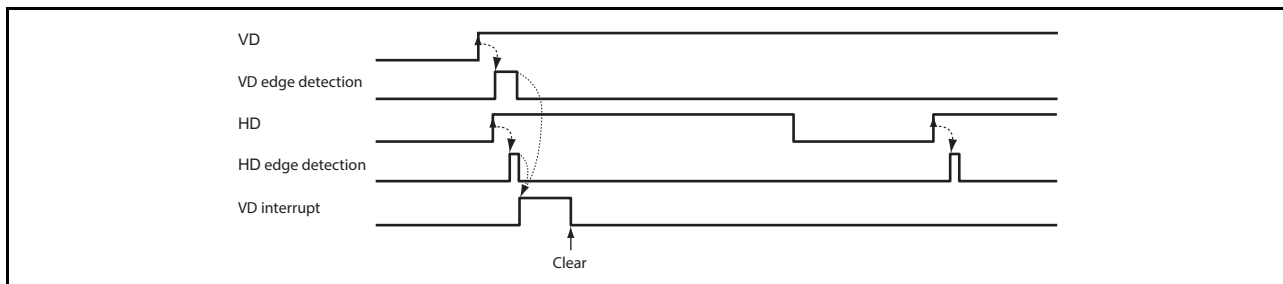 VD
VD edge detection
HD
HD edge detection
VD interrupt
Clear